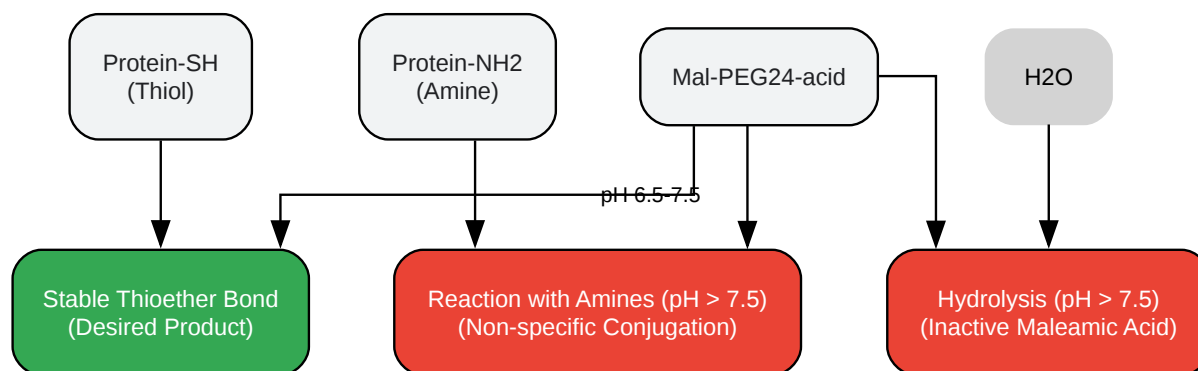 Protein-SH
(Thiol)
Protein-NH2
(Amine)
Mal-PEG24-acid
H2O
pH 6.5-7.5
Stable Thioether Bond
(Desired Product)
Reaction with Amines (pH > 7.5)
(Non-specific Conjugation)
Hydrolysis (pH > 7.5)
(Inactive Maleamic Acid)